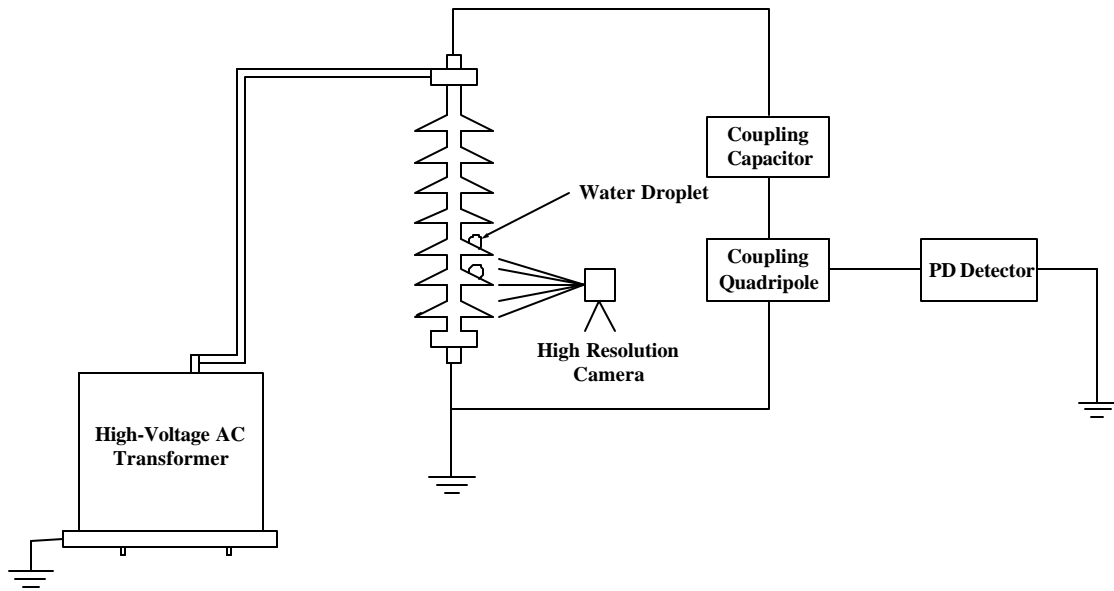 Coupling
Capacitor
Water Droplet
Coupling
Quadripole
PD Detector
High Resolution
Camera
High-Voltage AC
Transformer